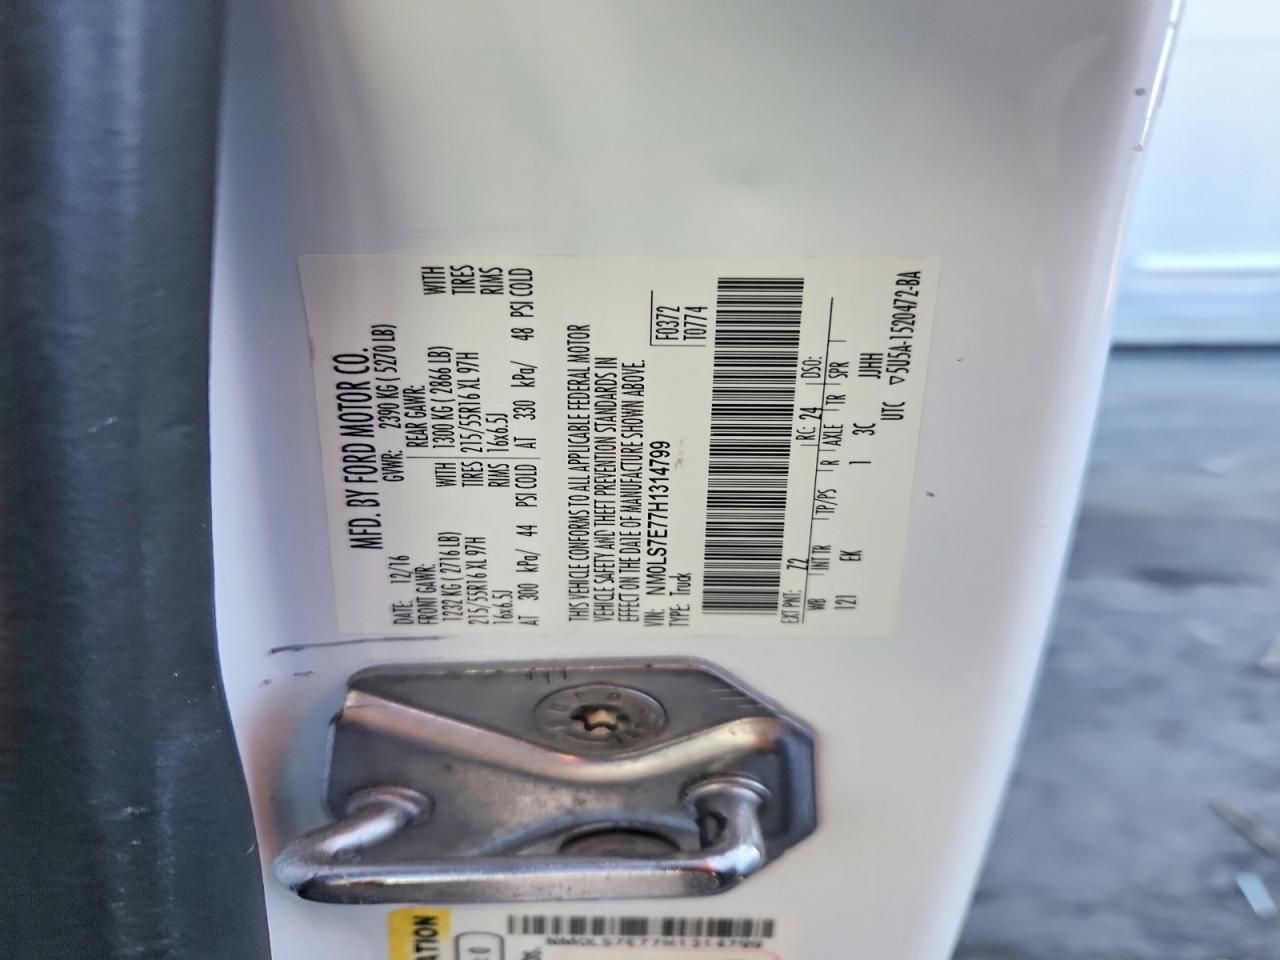 MFD. BY FORD MOTOR CO.
DATE: 12/16 GVWR: 2390 KG ( 5270 LB)
FRONT GAWR: REAR GAWR:
1232 KG ( 2716 LB) WITH 1300 KG ( 2866 LB) WITH
215/55R16 XL 97H TIRES 215/55R16 XL 97H TIRES
16x6.5J RIMS 16x6.5J RIMS
AT 300 kPa/ 44 PSI COLD AT 330 kPa/ 48 PSI COLD
THIS VEHICLE CONFORMS TO ALL APPLICABLE FEDERAL MOTOR
VEHICLE SAFETY AND THEFT PREVENTION STANDARDS IN
EFFECT ON THE DATE OF MANUFACTURE SHOWN ABOVE.
VIN: NM0LS7E77H1314799 F0372
TYPE: Truck T0774
EXT PNT: Z2 RC: 24 DSO:
WB INT TR TP/PS R AXLE TR SPR
121 EK 1 3C JJHH
UTC ▽5U5A-1520472-BA
ATION
NM0LS7E77H1314799